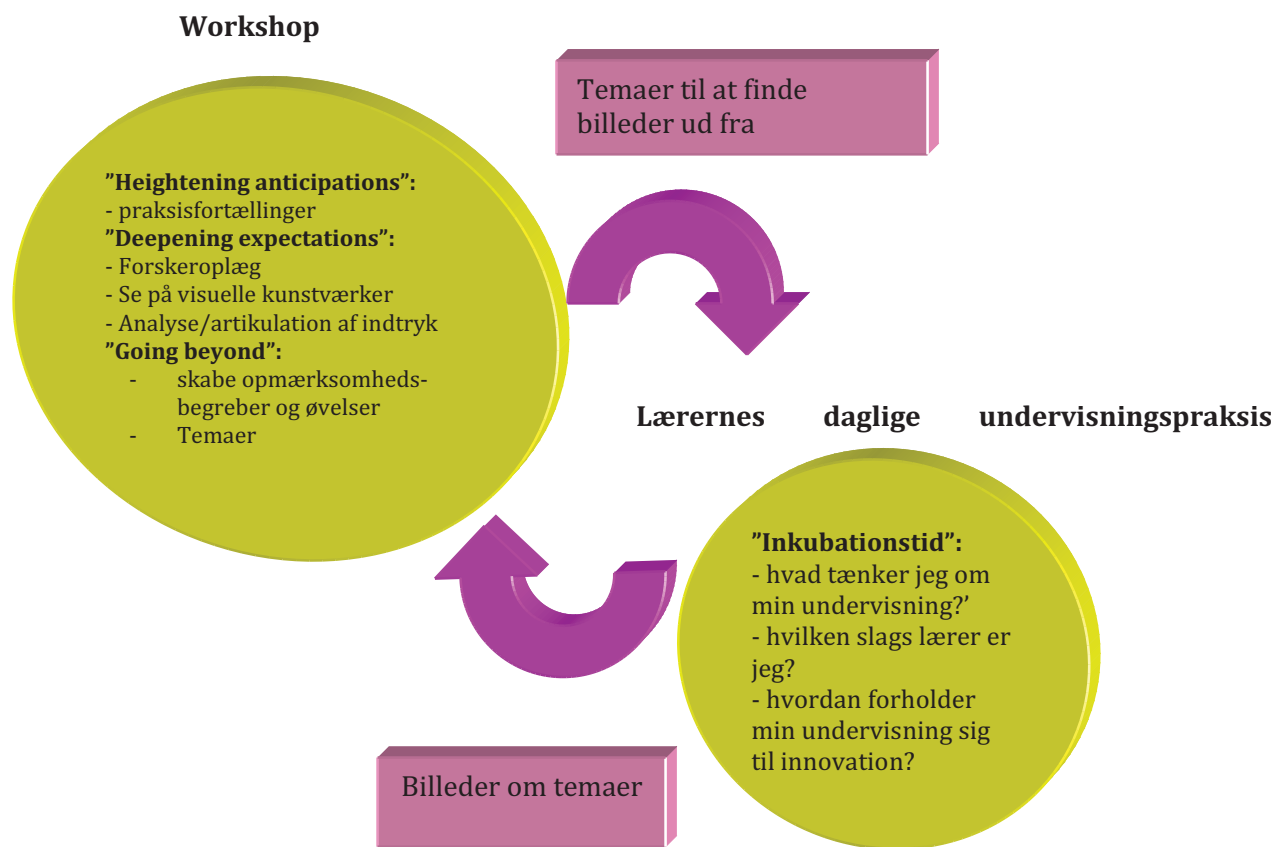 Workshop
Temaer til at finde
billeder ud fra
”Heightening anticipations”:
- praksisfortællinger
”Deepening expectations”:
- Forskeroplæg
- Se på visuelle kunstværker
- Analyse/artikulation af indtryk
”Going beyond”:
- skabe opmærksomheds-
begreber og øvelser
- Temaer
Lærernes daglige undervisningspraksis
”Inkubationstid”:
- hvad tænker jeg om
min undervisning?’
- hvilken slags lærer er
jeg?
- hvordan forholder
min undervisning sig
til innovation?
Billeder om temaer